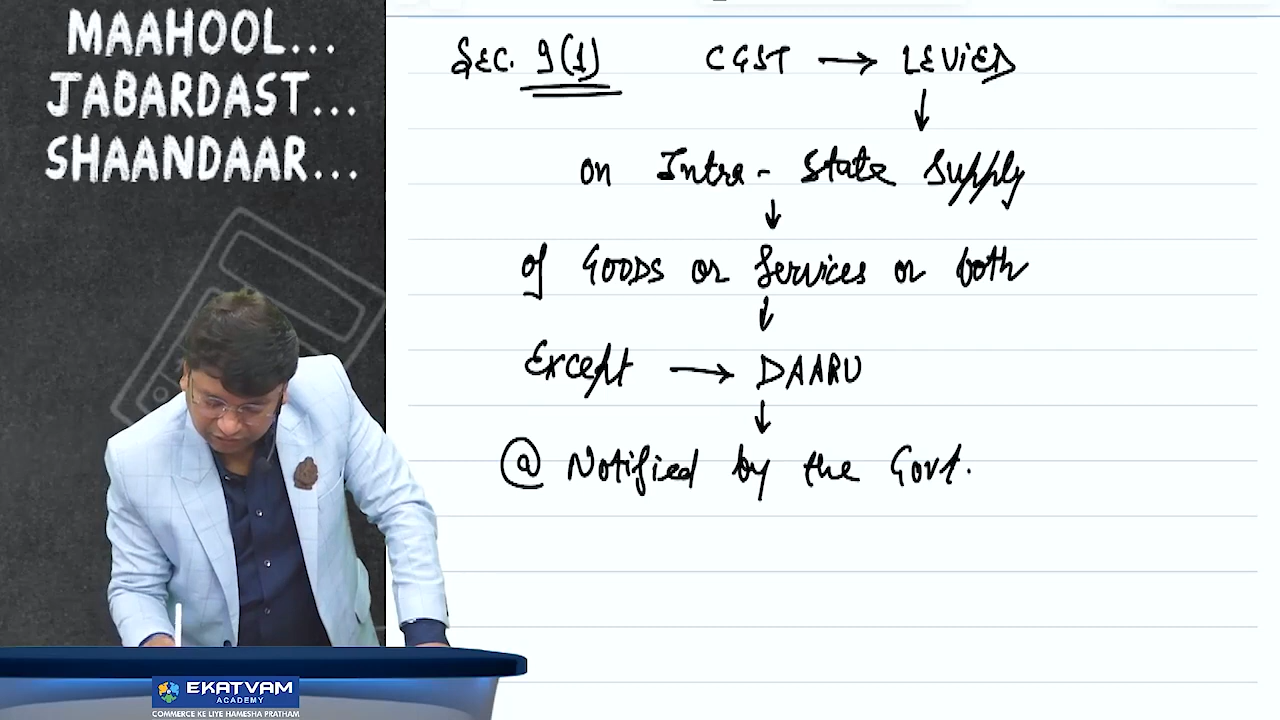 MAAHOOL...
JABARDAST...
SHAANDAAR...
SEC. 9(1) CGST → LEVIED
↓
on Intra-State Supply
↓
of GOODS or Services or both
↓
Except → DAARU
↓
@ Notified by the Govt.
EKATVAM
ACADEMY
COMMERCE KE LIYE HAMESHA PRATHAM